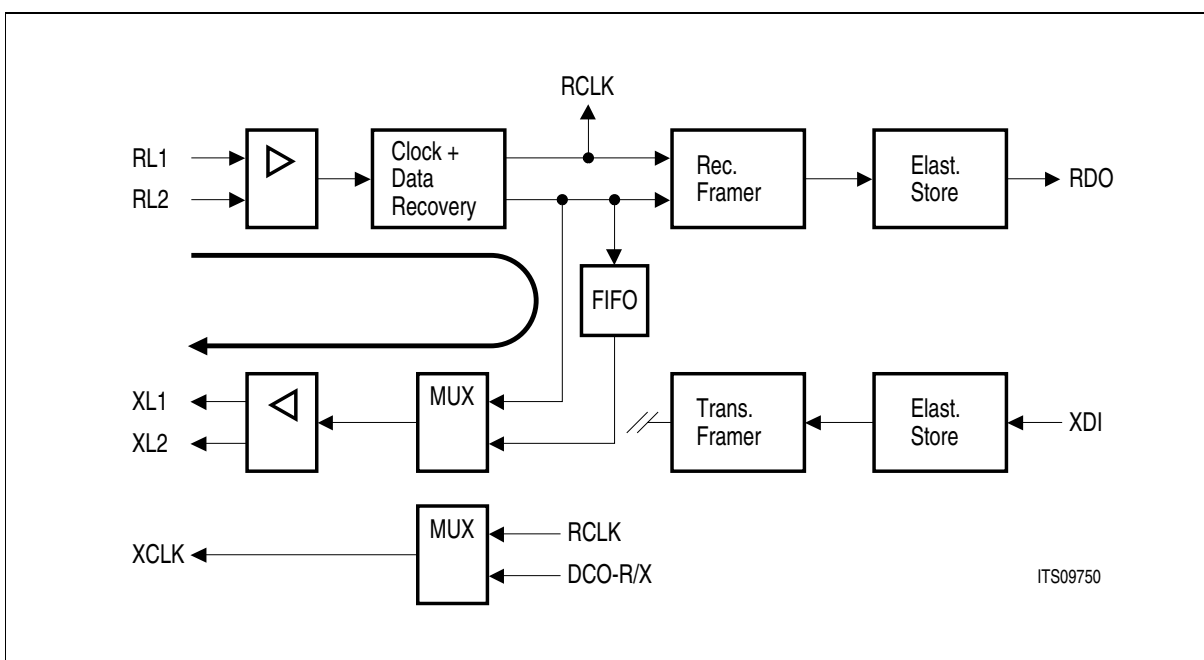 RCLK
RL1
RL2
Clock +
Data
Recovery
Rec.
Framer
Elast.
Store
RDO
FIFO
XL1
XL2
MUX
Trans.
Framer
Elast.
Store
XDI
XCLK
MUX
RCLK
DCO-R/X
ITS09750